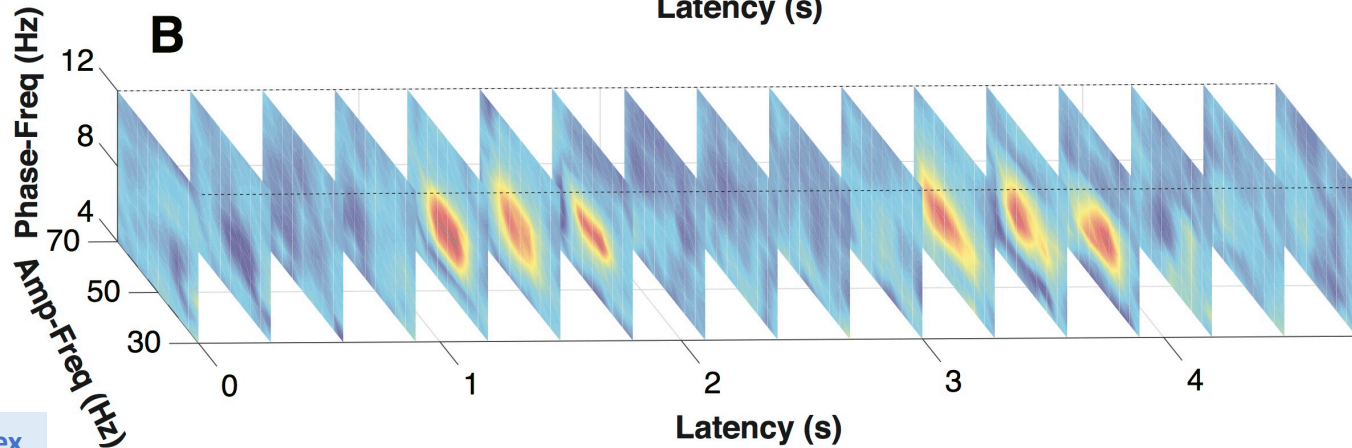 Latency (s)
B
Phase-Freq (Hz)
12
8
4
70
50
30
Amp-Freq (Hz)
0
1
2
3
4
Latency (s)
ex